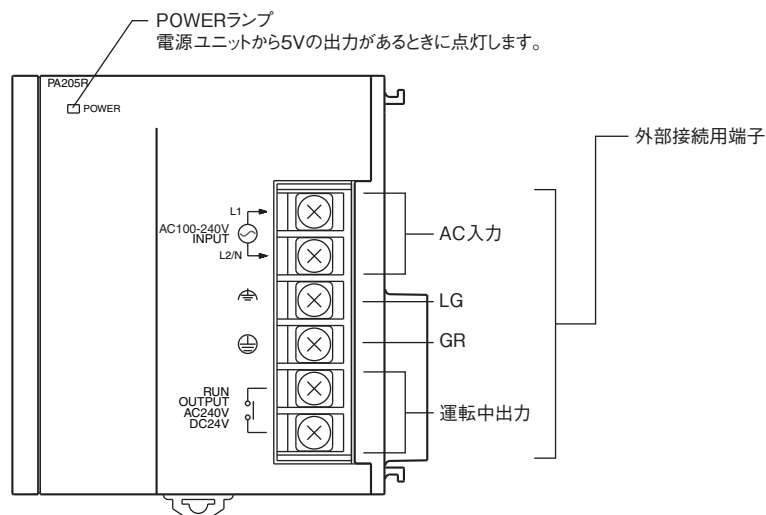 POWERランプ
電源ユニットから5Vの出力があるときに点灯します。
PA205R
POWER
外部接続用端子
L1
AC100-240V
INPUT
L2/N
AC入力
LG
GR
RUN
OUTPUT
AC240V
DC24V
運転中出力